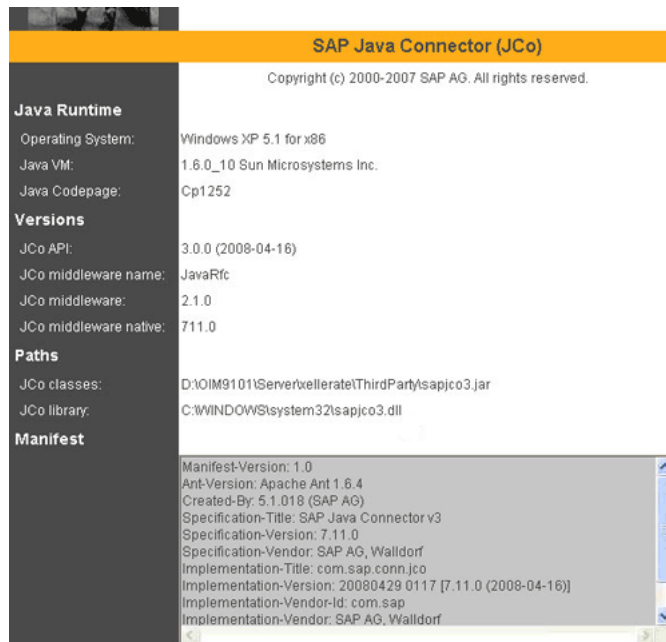 SAP Java Connector (JCo)
Copyright (c) 2000-2007 SAP AG. All rights reserved.
Java Runtime
Operating System: Windows XP 5.1 for x86
Java VM: 1.6.0_10 Sun Microsystems Inc.
Java Codepage: Cp1252
Versions
JCo API: 3.0.0 (2008-04-16)
JCo middleware name: JavaRfc
JCo middleware: 2.1.0
JCo middleware native: 711.0
Paths
JCo classes: D:\OIM9101\Server\xellerate\ThirdParty\sapjco3.jar
JCo library: C:\WINDOWS\system32\sapjco3.dll
Manifest
Manifest-Version: 1.0
Ant-Version: Apache Ant 1.6.4
Created-By: 5.1.018 (SAP AG)
Specification-Title: SAP Java Connector v3
Specification-Version: 7.11.0
Specification-Vendor: SAP AG, Walldorf
Implementation-Title: com.sap.conn.jco
Implementation-Version: 20080429 0117 [7.11.0 (2008-04-16)]
Implementation-Vendor-Id: com.sap
Implementation-Vendor: SAP AG, Walldorf